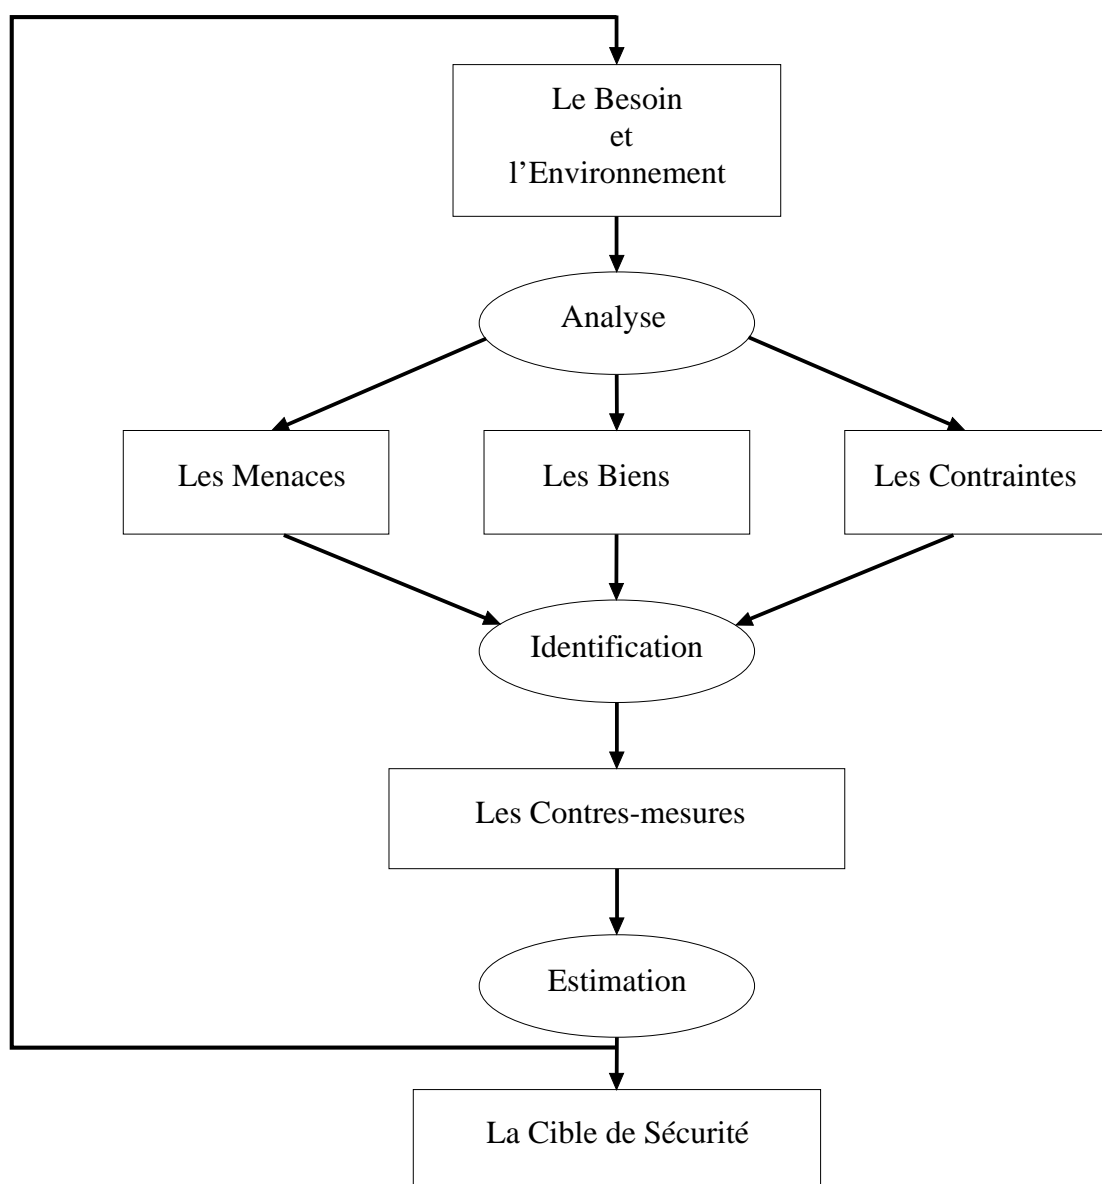 Le Besoin
et
l’Environnement
Analyse
Les Menaces
Les Biens
Les Contraintes
Identification
Les Contres-mesures
Estimation
La Cible de Sécurité